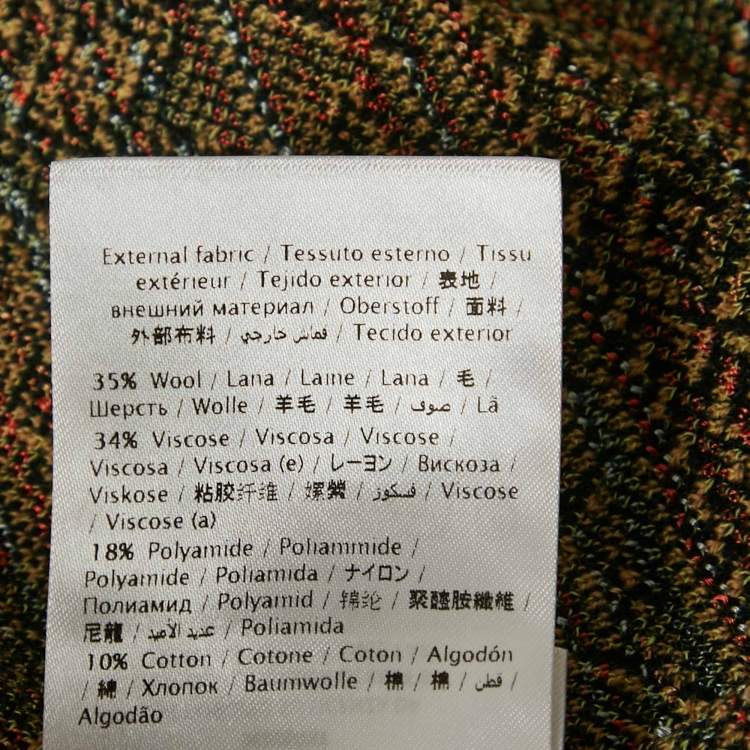 External fabric / Tessuto esterno / Tissu
extérieur / Tejido exterior / 表地 /
внешний материал / Oberstoff / 面料 /
外部布料 / قماش خارجي / Tecido exterior
35% Wool / Lana / Laine / Lana / 毛 /
Шерсть / Wolle / 羊毛 / 羊毛 / صوف / Lã
34% Viscose / Viscosa / Viscose /
Viscosa / Viscosa (e) / レーヨン / Вискоза /
Viskose / 粘胶纤维 / 嫘縈 / فسكوز / Viscose
/ Viscose (a)
18% Polyamide / Poliammide /
Polyamide / Poliamida / ナイロン /
Полиамид / Polyamid / 锦纶 / 聚醯胺纖維 /
尼龍 / عديد الأميد / Poliamida
10% Cotton / Cotone / Coton / Algodón
/ 綿 / Хлопок / Baumwolle / 棉 / 棉 / قطن /
Algodão